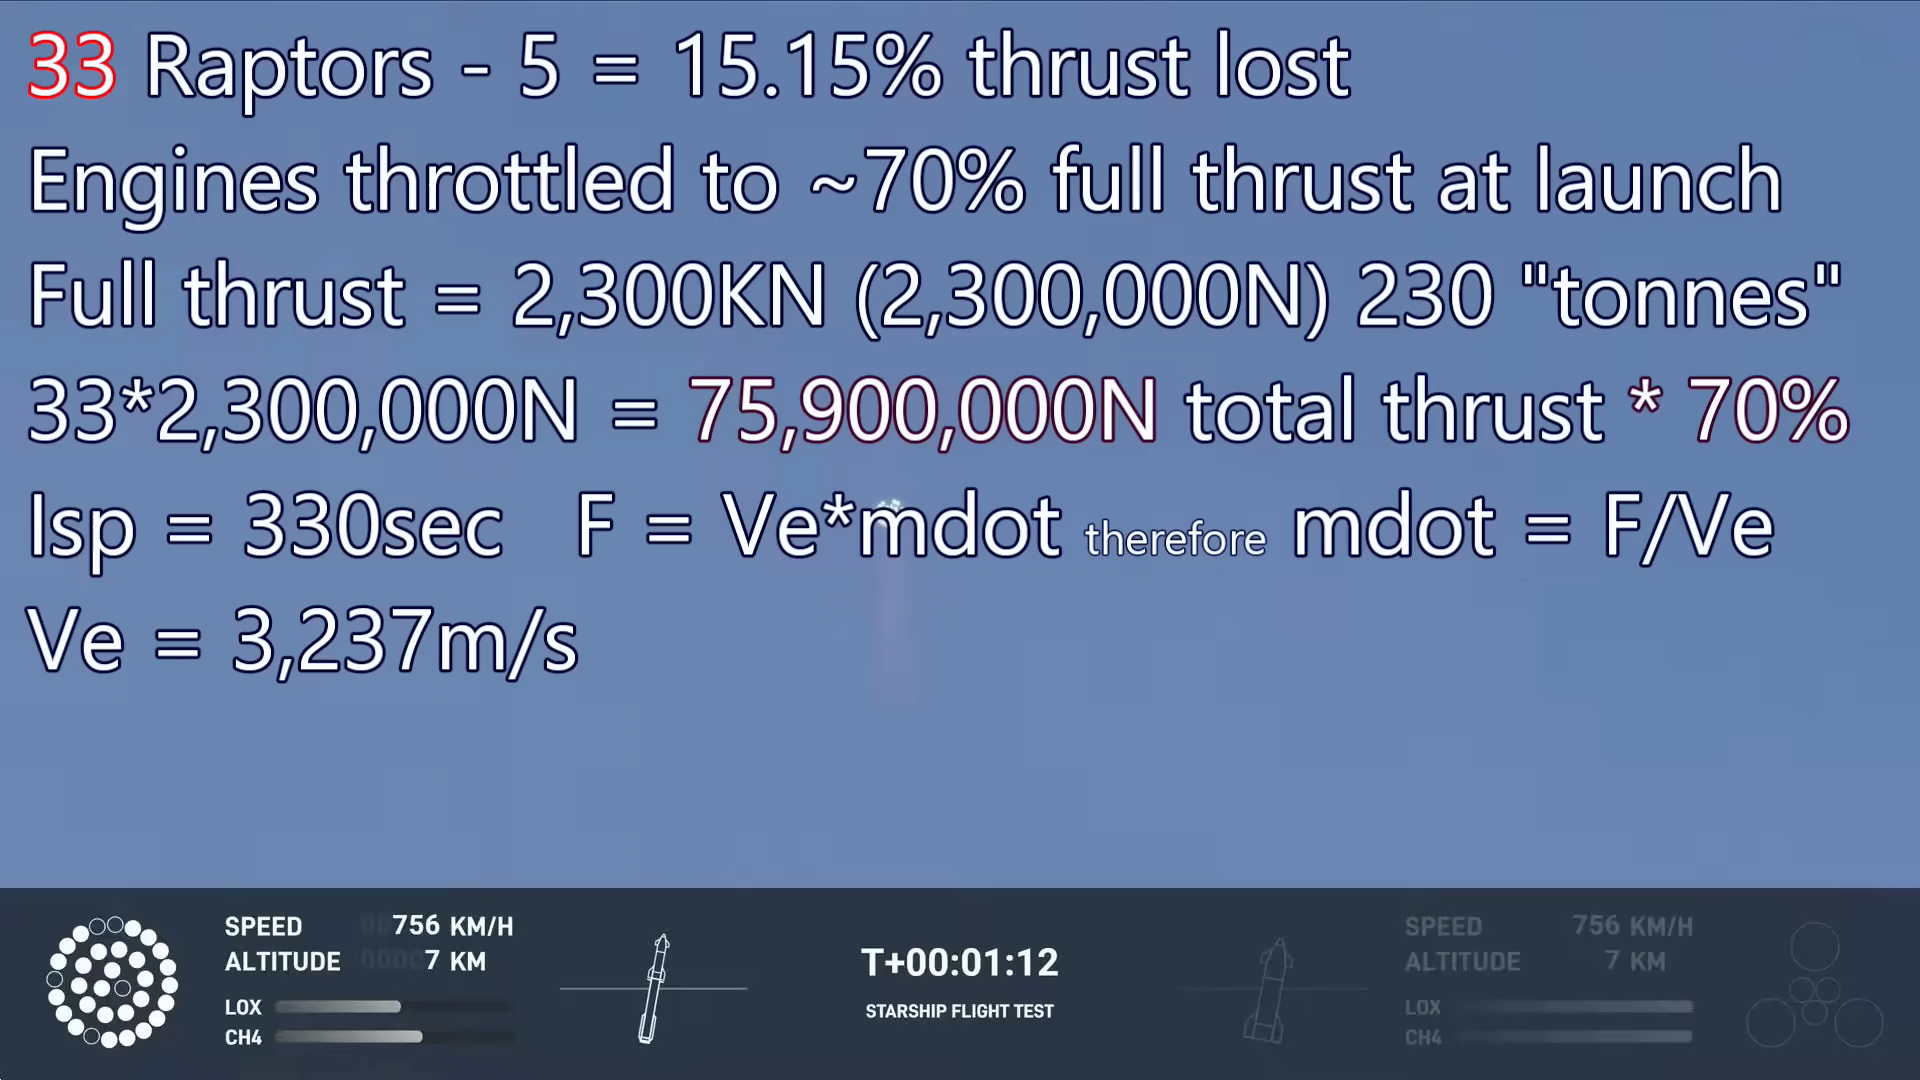 33 Raptors - 5 = 15.15% thrust lost
Engines throttled to ~70% full thrust at launch
Full thrust = 2,300KN (2,300,000N) 230 "tonnes"
33*2,300,000N = 75,900,000N total thrust * 70%
Isp = 330sec F = Ve*mdot therefore mdot = F/Ve
Ve = 3,237m/s
SPEED 00756 KM/H
ALTITUDE 00007 KM
LOX
CH4
T+00:01:12
STARSHIP FLIGHT TEST
SPEED 756 KM/H
ALTITUDE 7 KM
LOX
CH4